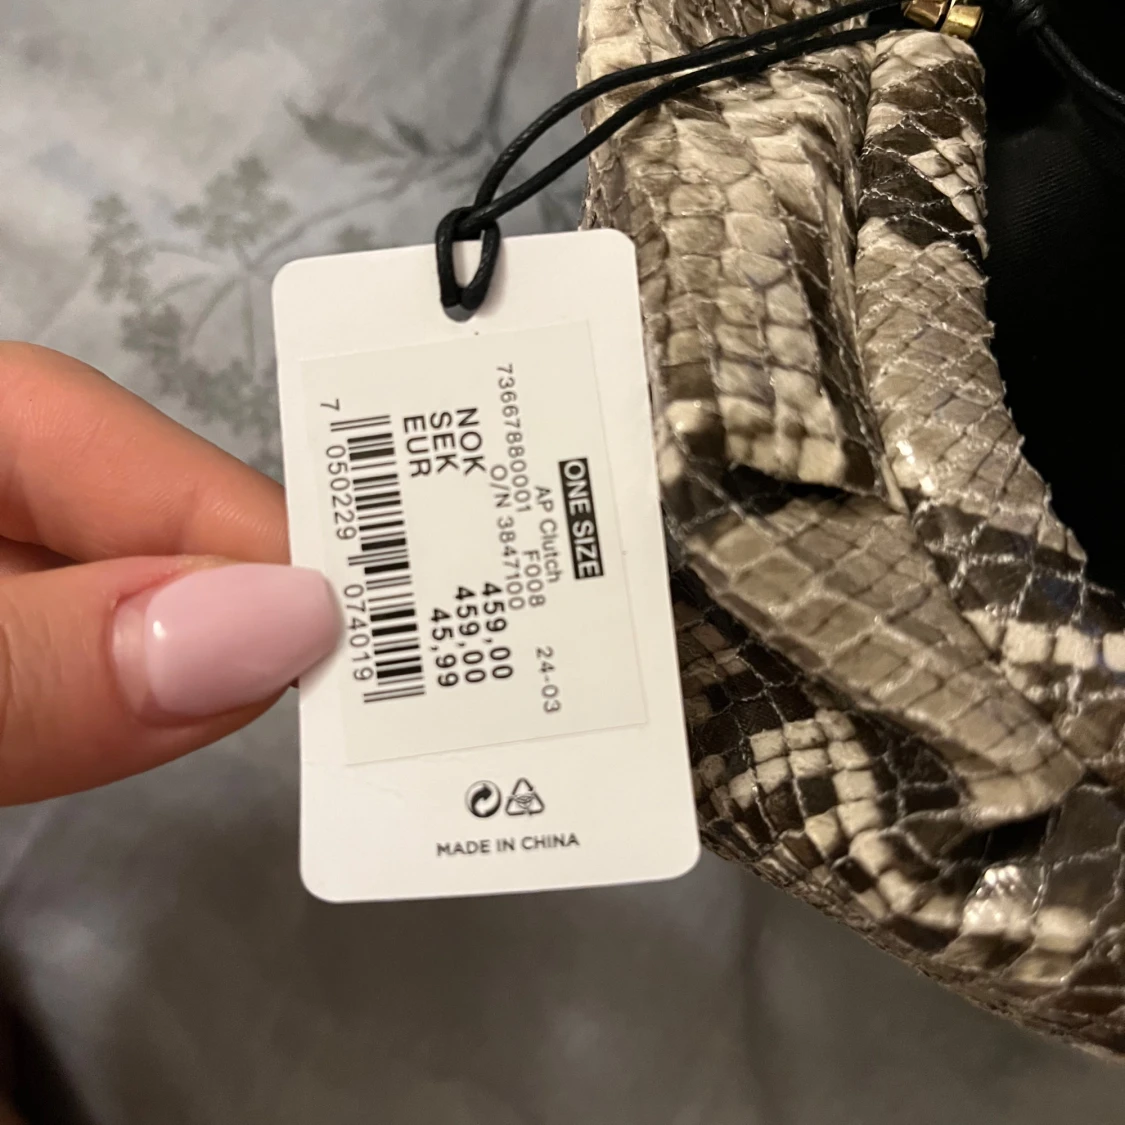 ONE SIZE
AP Clutch 24-03
73667880001 F008
O/N 3847100
NOK 459,00
SEK 459,00
EUR 45,99
7 050229 074019
MADE IN CHINA